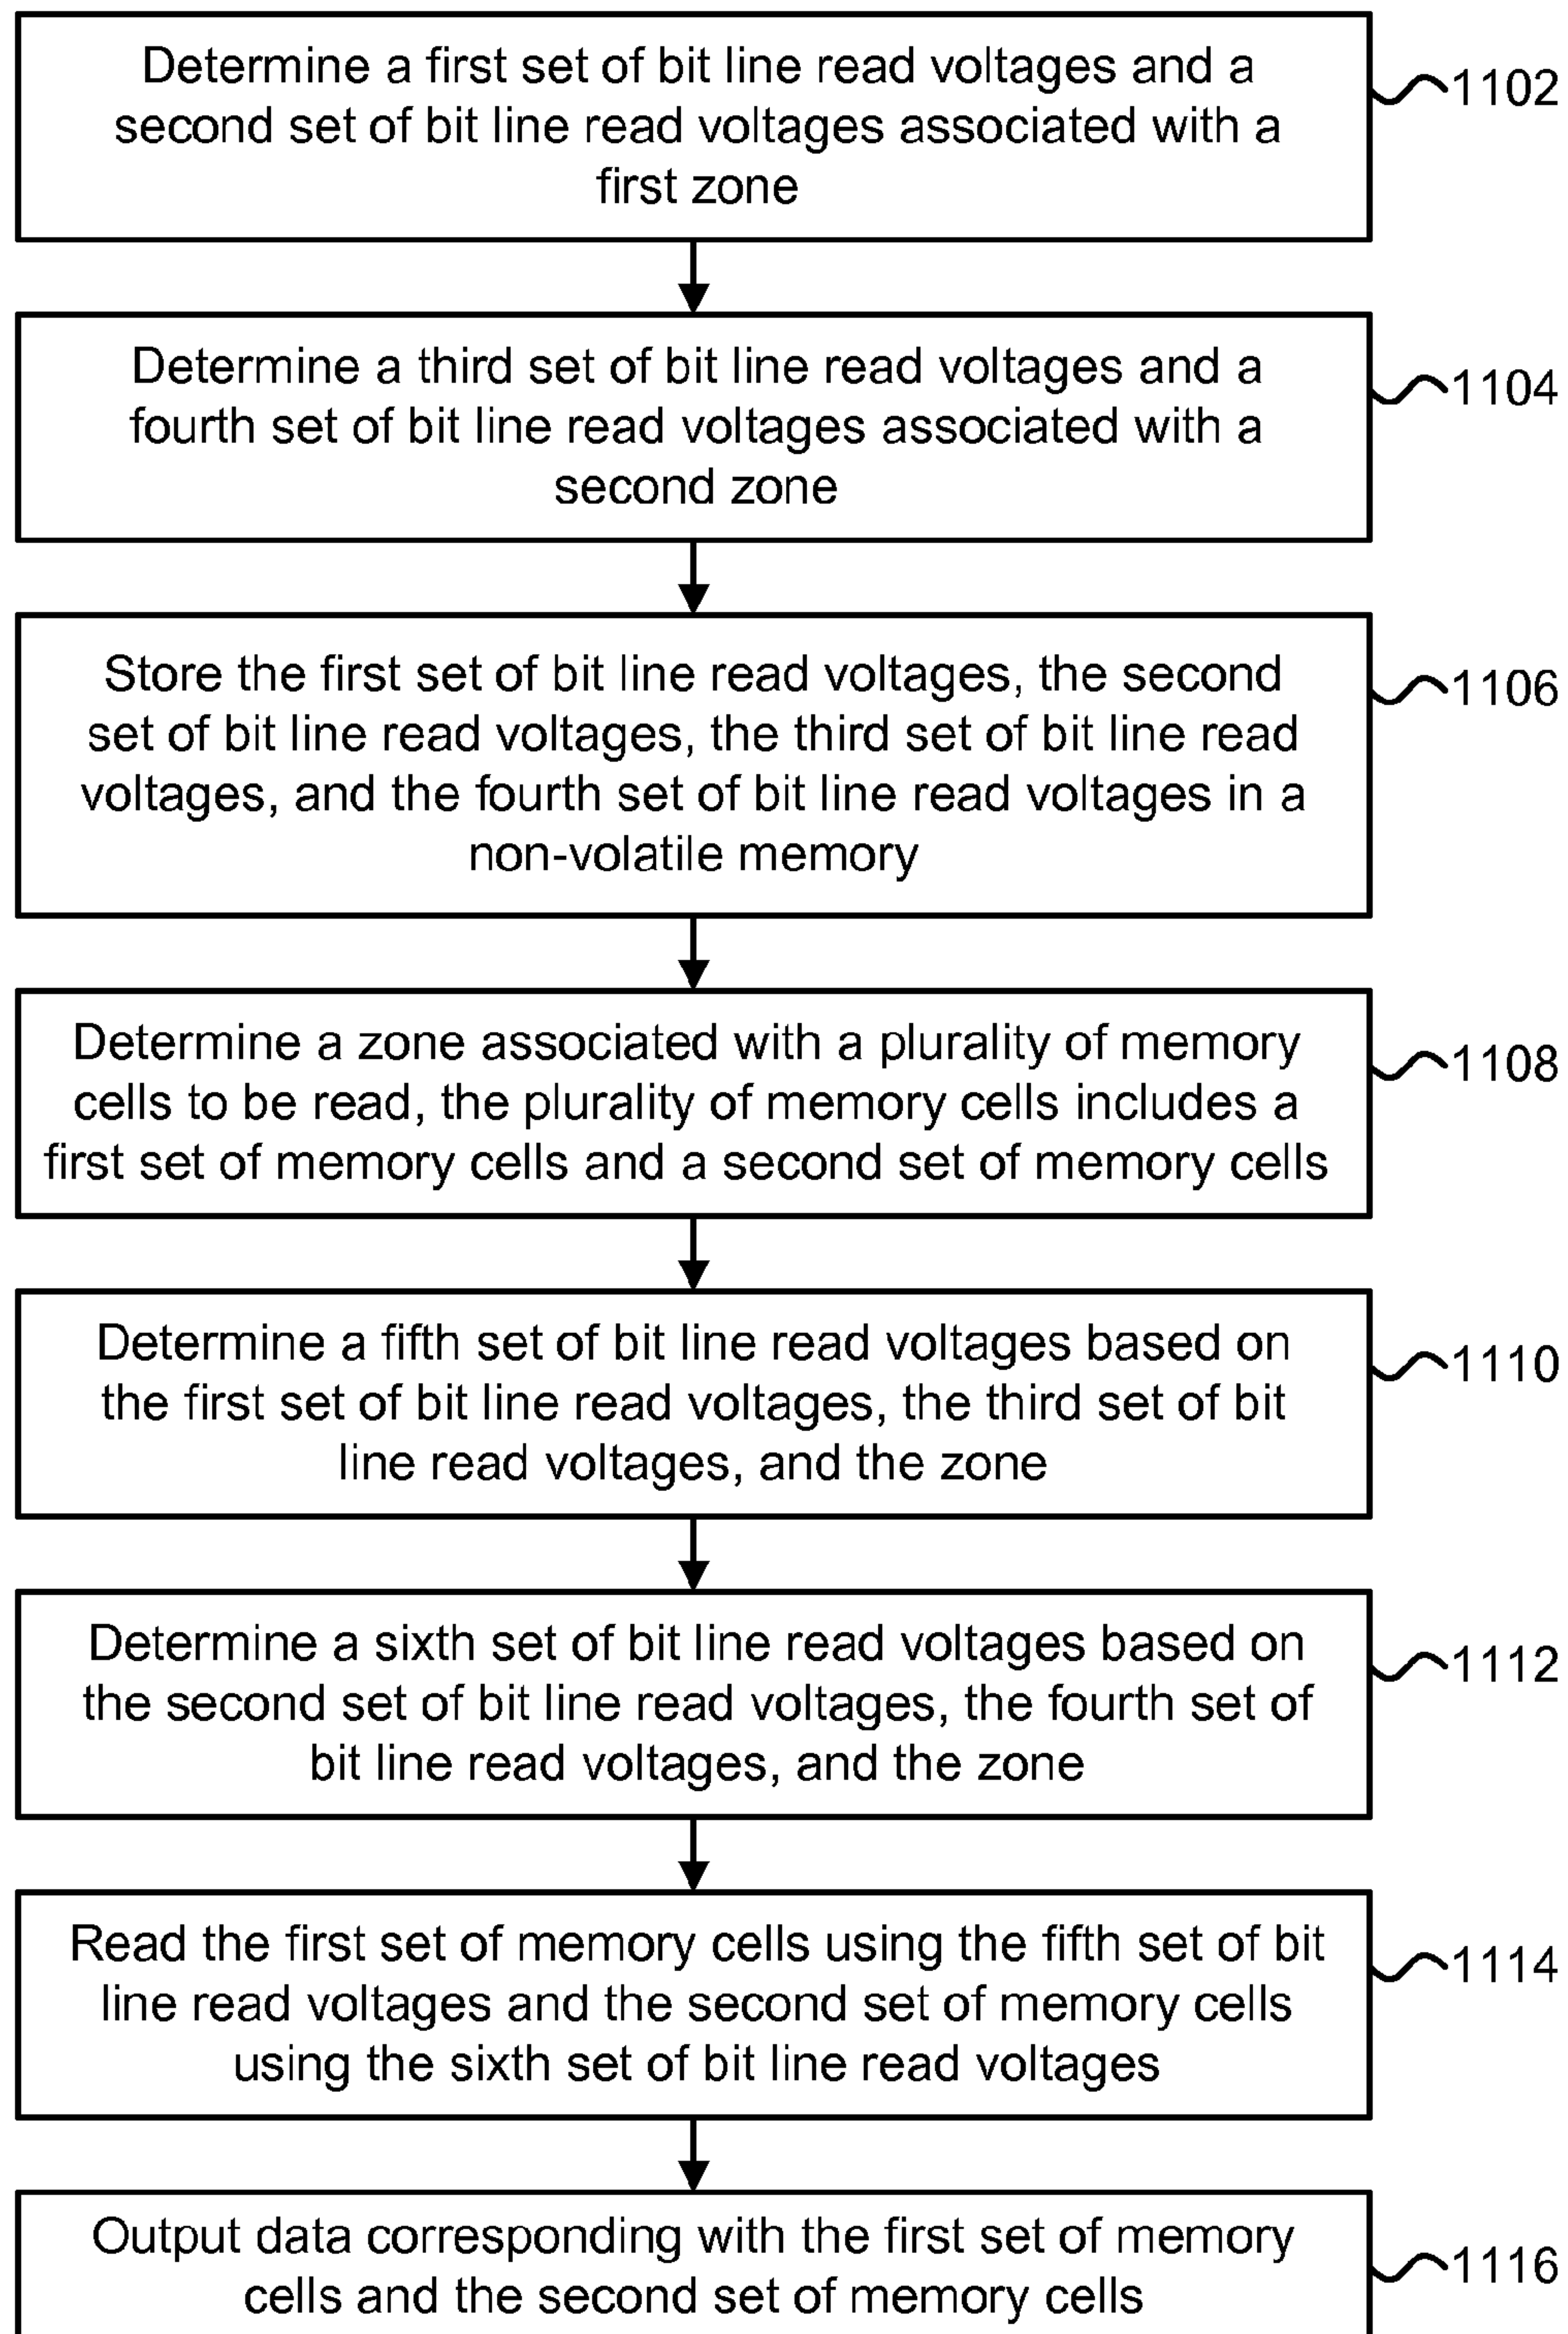 Determine a first set of bit line read voltages and a
second set of bit line read voltages associated with a
first zone
1102
Determine a third set of bit line read voltages and a
fourth set of bit line read voltages associated with a
second zone
1104
Store the first set of bit line read voltages, the second
set of bit line read voltages, the third set of bit line read
voltages, and the fourth set of bit line read voltages in a
non-volatile memory
1106
Determine a zone associated with a plurality of memory
cells to be read, the plurality of memory cells includes a
first set of memory cells and a second set of memory cells
1108
Determine a fifth set of bit line read voltages based on
the first set of bit line read voltages, the third set of bit
line read voltages, and the zone
1110
Determine a sixth set of bit line read voltages based on
the second set of bit line read voltages, the fourth set of
bit line read voltages, and the zone
1112
Read the first set of memory cells using the fifth set of bit
line read voltages and the second set of memory cells
using the sixth set of bit line read voltages
1114
Output data corresponding with the first set of memory
cells and the second set of memory cells
1116